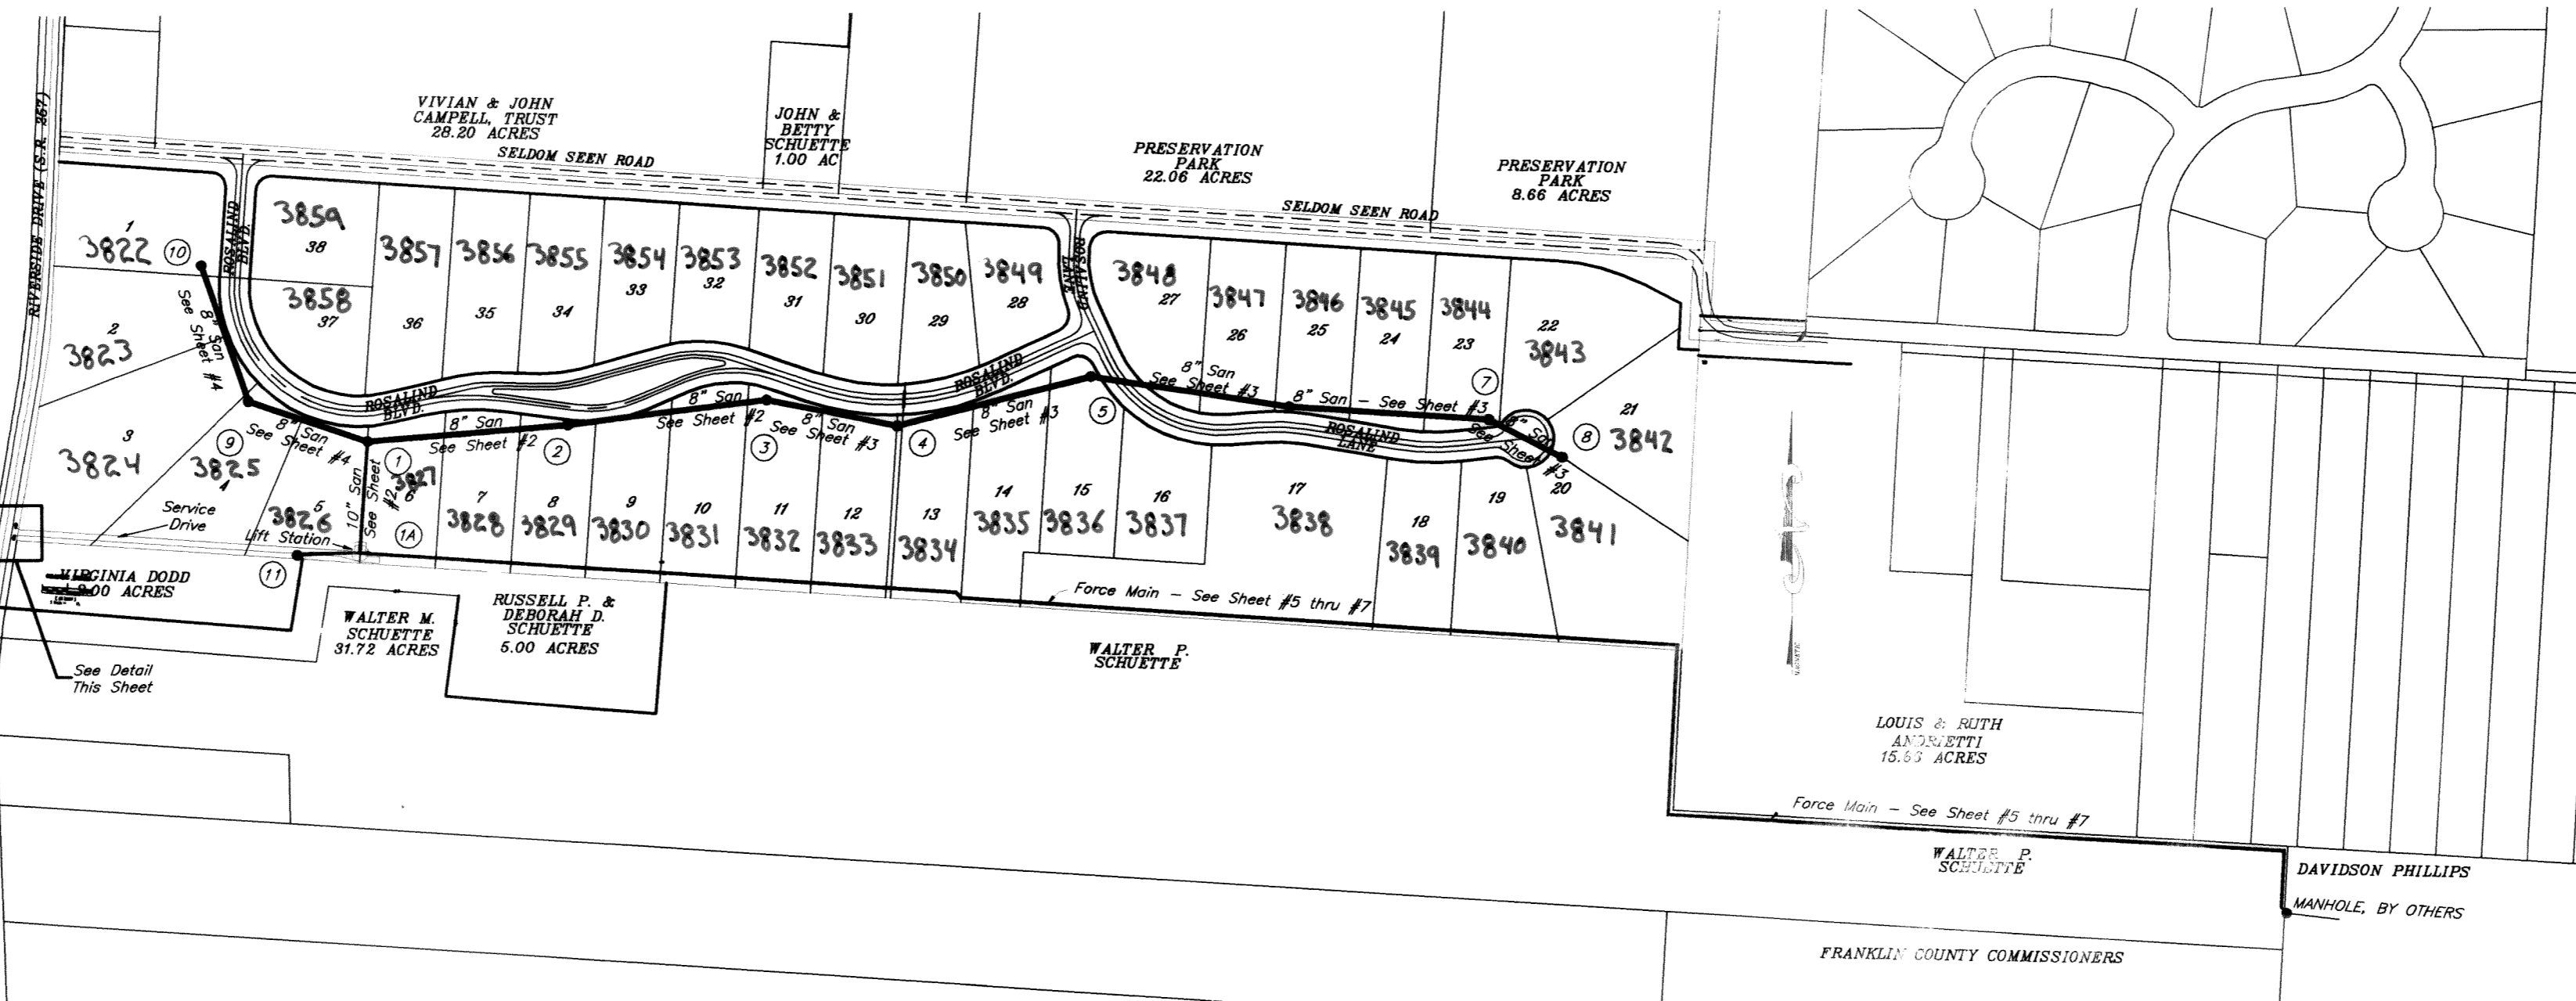 RIVERSIDE DRIVE (S.R. 257)
VIVIAN & JOHN
CAMPELL, TRUST
28.20 ACRES
JOHN &
BETTY
SCHUETTE
1.00 AC
PRESERVATION
PARK
22.06 ACRES
PRESERVATION
PARK
8.66 ACRES
SELDOM SEEN ROAD
SELDOM SEEN ROAD
ROSALIND
BLVD.
ROSALIND
LANE
1
3822
10
3859
38
3858
37
3857
36
3856
35
3855
34
3854
33
3853
32
3852
31
3851
30
3850
29
3849
28
3848
27
3847
26
3846
25
3845
24
3844
23
22
3843
21
3842
2
3823
8" San
See Sheet #4
3
3824
9
8" San
See Sheet #4
3825
4
ROSALIND
BLVD.
8" San
See Sheet #2
1
2
8" San
See Sheet #2
3
8" San
See Sheet #3
4
ROSALIND
BLVD.
8" San
See Sheet #3
5
8" San
See Sheet #3
8" San – See Sheet #3
7
ROSALIND
LANE
8" San
See Sheet #3
8
Service
Drive
5
3826
Lift Station
10" San
See Sheet #2
3827
6
1A
11
7
3828
8
3829
9
3830
10
3831
11
3832
12
3833
13
3834
14
3835
15
3836
16
3837
17
3838
18
3839
19
3840
20
3841
VIRGINIA DODD
.00 ACRES
WALTER M.
SCHUETTE
31.72 ACRES
RUSSELL P. &
DEBORAH D.
SCHUETTE
5.00 ACRES
Force Main – See Sheet #5 thru #7
WALTER P.
SCHUETTE
See Detail
This Sheet
LOUIS & RUTH
ANDRIETTI
15.63 ACRES
Force Main – See Sheet #5 thru #7
WALTER P.
SCHUETTE
DAVIDSON PHILLIPS
MANHOLE, BY OTHERS
FRANKLIN COUNTY COMMISSIONERS